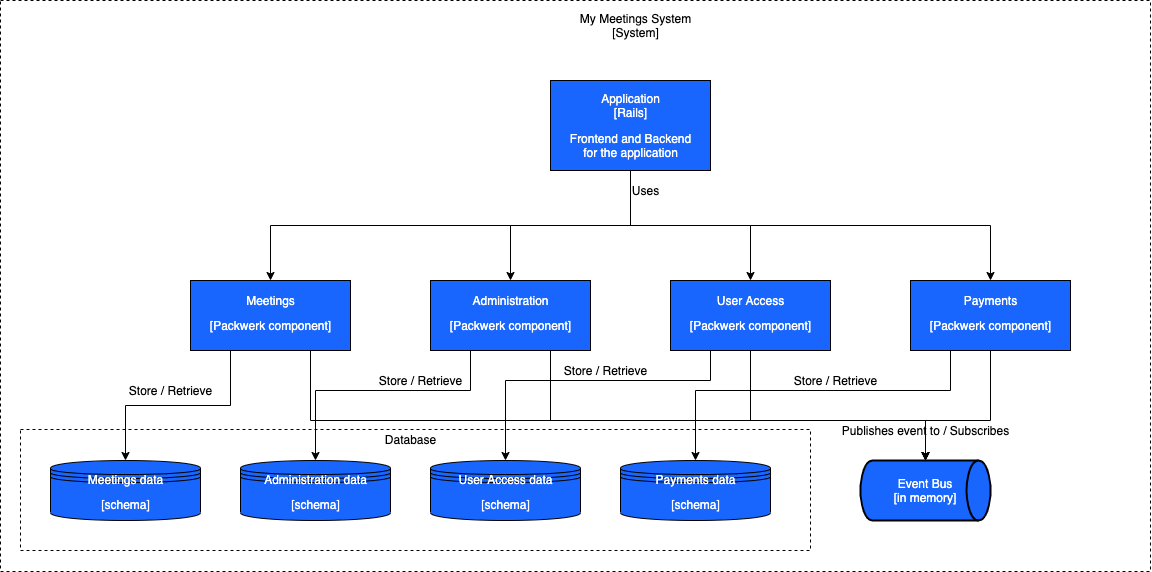 My Meetings System
[System]
Application
[Rails]
Frontend and Backend
for the application
Uses
Meetings
[Packwerk component]
Administration
[Packwerk component]
User Access
[Packwerk component]
Payments
[Packwerk component]
Store / Retrieve
Store / Retrieve
Store / Retrieve
Store / Retrieve
Publishes event to / Subscribes
Database
Meetings data
[schema]
Administration data
[schema]
User Access data
[schema]
Payments data
[schema]
Event Bus
[in memory]